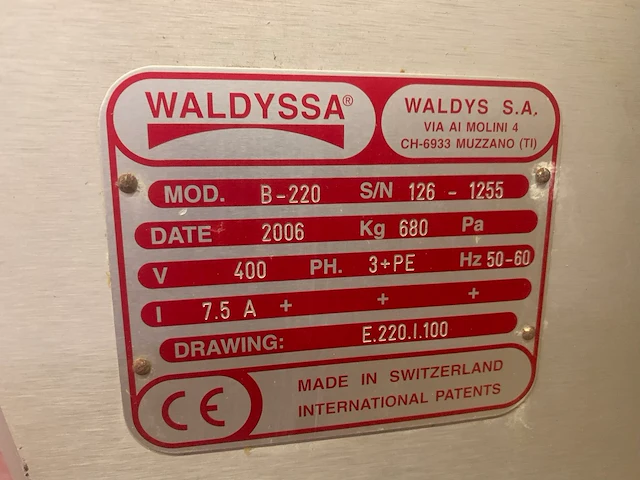 WALDYSSA®
WALDYS S.A.
VIA AI MOLINI 4
CH-6933 MUZZANO (TI)
MOD. B-220 S/N 126 - 1255
DATE 2006 Kg 680 Pa
V 400 PH. 3+PE Hz 50-60
I 7.5 A + + +
DRAWING: E.220.I.100
CE
MADE IN SWITZERLAND
INTERNATIONAL PATENTS